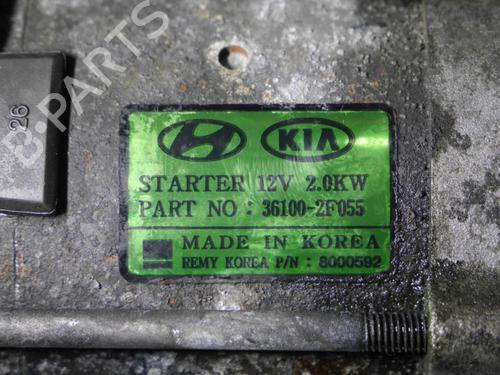 B-PARTS
26
KIA
STARTER 12V 2.0KW
PART NO : 36100-2F055
MADE IN KOREA
REMY KOREA P/N : 8000592